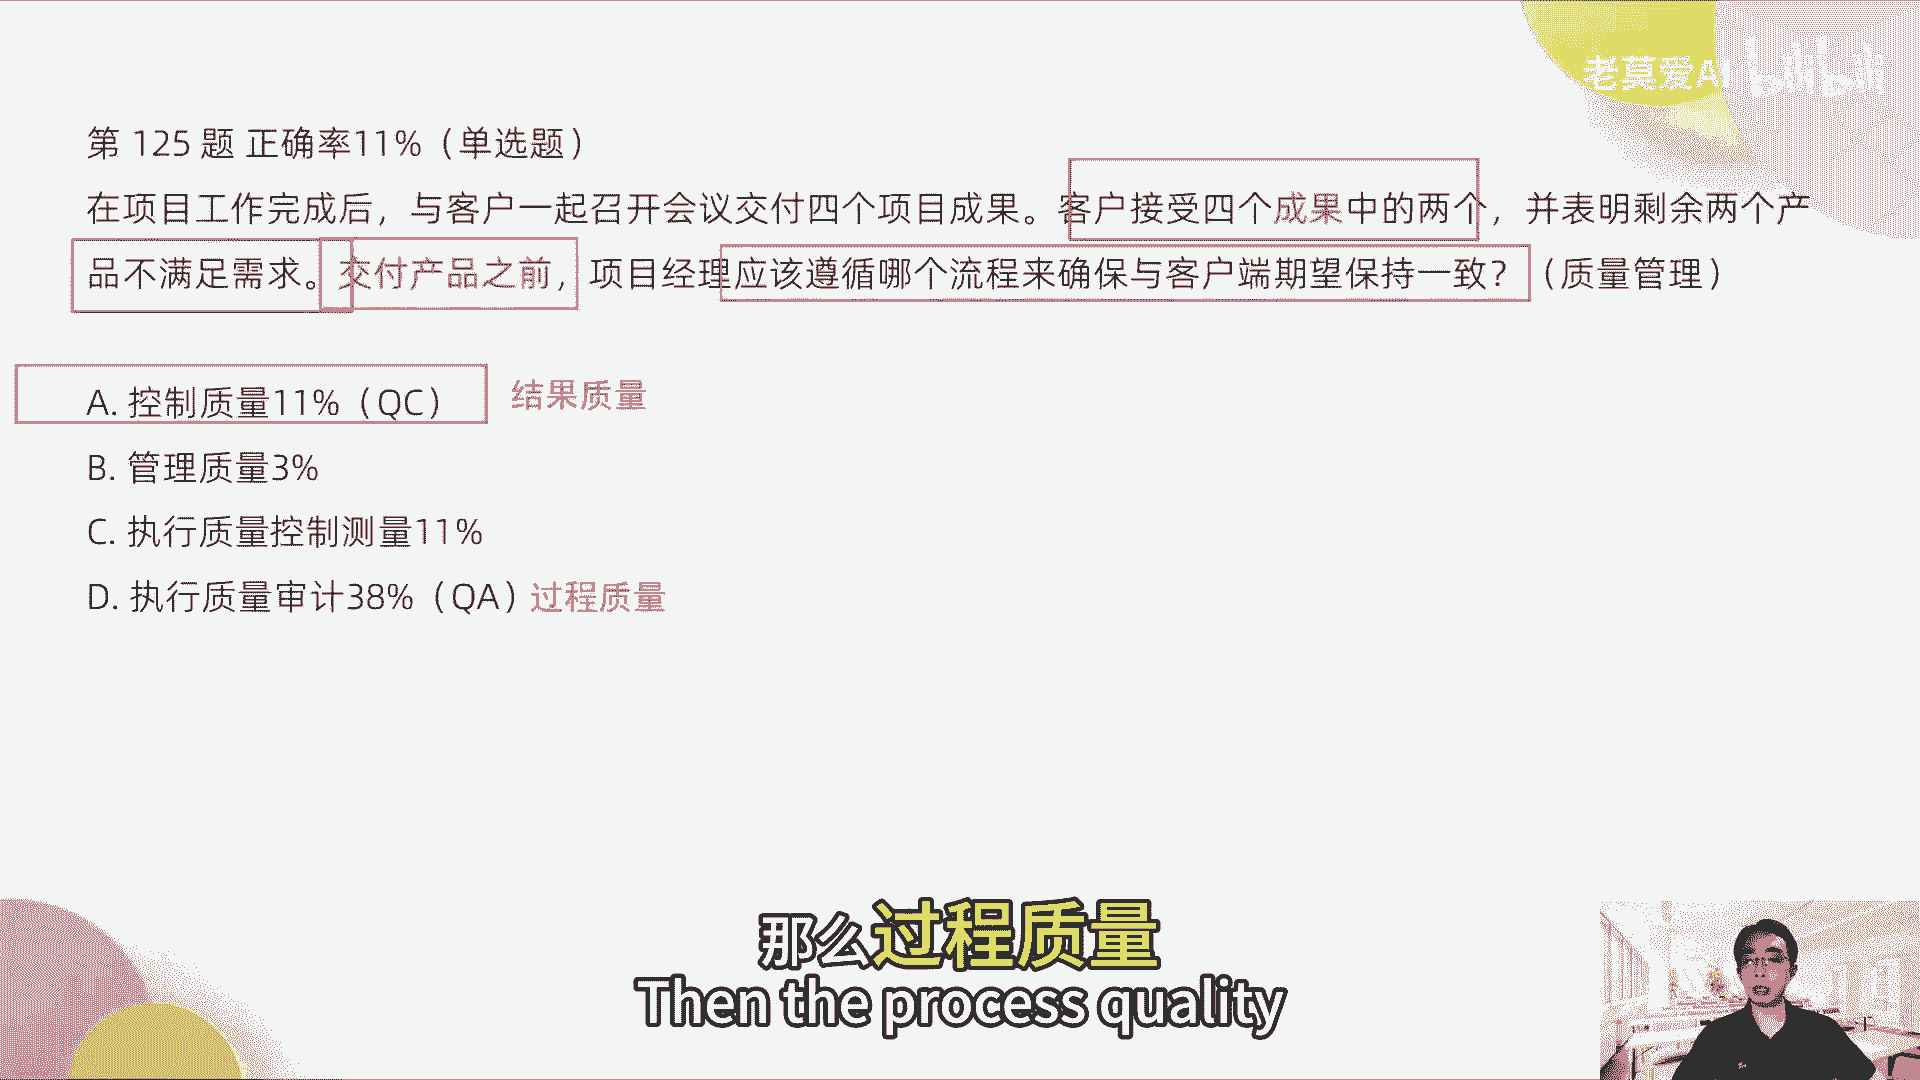 老莫爱AI bilibili
第 125 题 正确率11%（单选题）
在项目工作完成后，与客户一起召开会议交付四个项目成果。客户接受四个成果中的两个，并表明剩余两个产
品不满足需求。交付产品之前，项目经理应该遵循哪个流程来确保与客户端期望保持一致？（质量管理）
A. 控制质量11%（QC） 结果质量
B. 管理质量3%
C. 执行质量控制测量11%
D. 执行质量审计38%（QA）过程质量
那么过程质量
Then the process quality